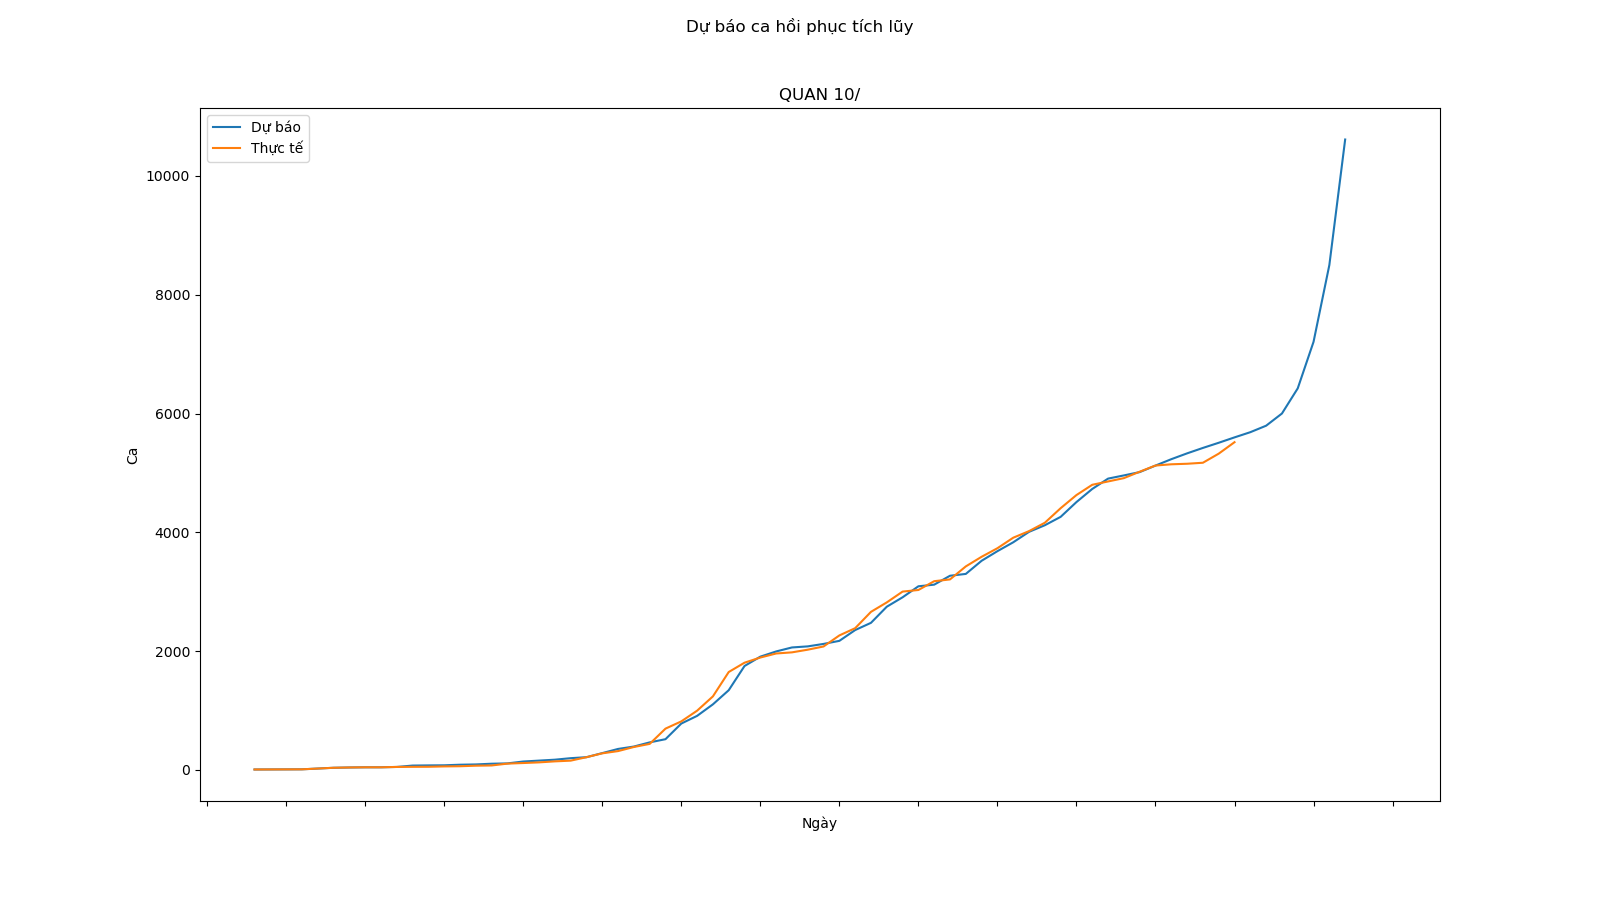 Dự báo ca hồi phục tích lũy
QUAN 10/
Dự báo
Thực tế
10000
8000
6000
4000
2000
0
Ca
Ngày